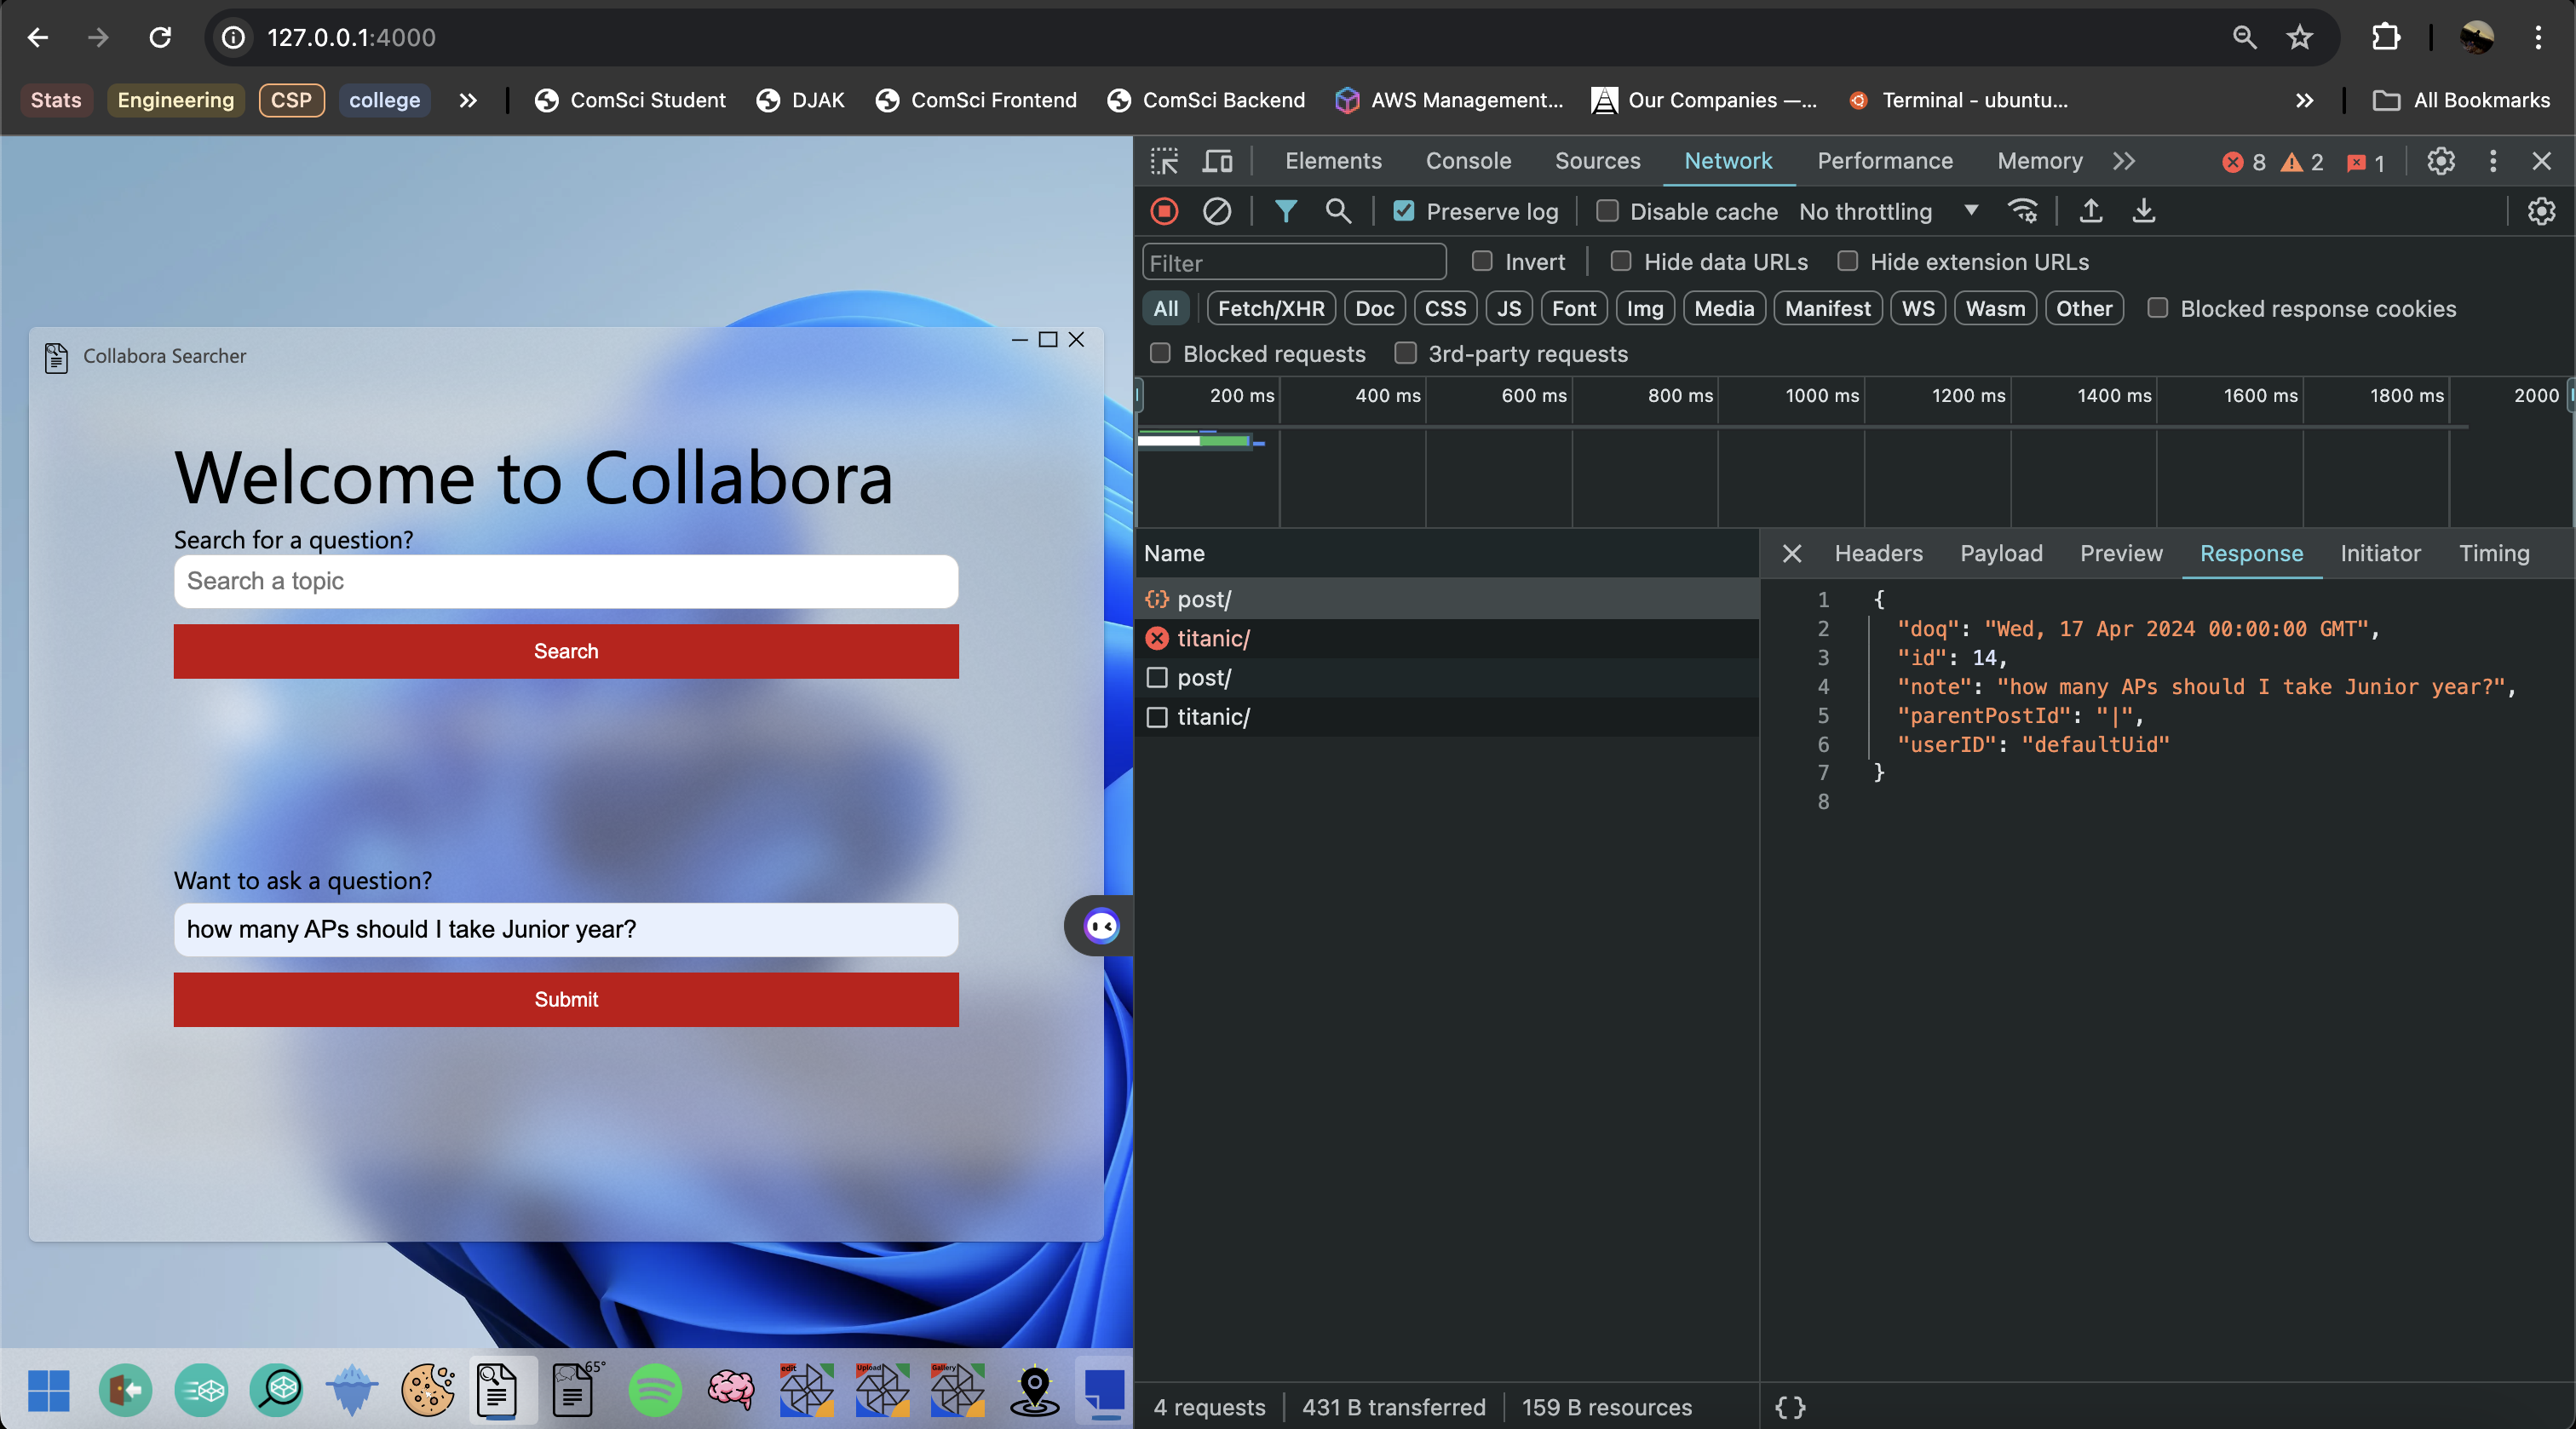 127.0.0.1:4000
Stats Engineering CSP college » ComSci Student DJAK ComSci Frontend ComSci Backend AWS Management... Our Companies —... Terminal - ubuntu... » All Bookmarks
Collabora Searcher
Welcome to Collabora
Search for a question?
Search a topic
Search
Want to ask a question?
how many APs should I take Junior year?
Submit
65°
edit Upload Gallery
Elements Console Sources Network Performance Memory » 8 2 1
Preserve log Disable cache No throttling
Filter Invert Hide data URLs Hide extension URLs
All Fetch/XHR Doc CSS JS Font Img Media Manifest WS Wasm Other Blocked response cookies
Blocked requests 3rd-party requests
200 ms 400 ms 600 ms 800 ms 1000 ms 1200 ms 1400 ms 1600 ms 1800 ms 2000
Name
post/
titanic/
post/
titanic/
Headers Payload Preview Response Initiator Timing
1 {
2 "doq": "Wed, 17 Apr 2024 00:00:00 GMT",
3 "id": 14,
4 "note": "how many APs should I take Junior year?",
5 "parentPostId": "|",
6 "userID": "defaultUid"
7 }
8
4 requests 431 B transferred 159 B resources { }